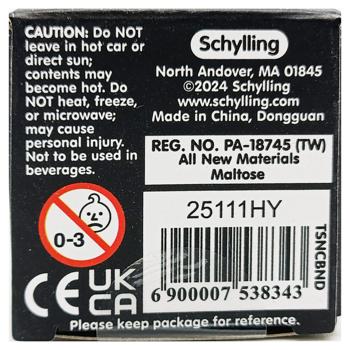 CAUTION: Do NOT
leave in hot car or
direct sun;
contents may
become hot. Do
NOT heat, freeze,
or microwave;
may cause
personal injury.
Not to be used in
beverages.
Schylling
North Andover, MA 01845
©2024 Schylling
www.schylling.com
Made in China, Dongguan
REG. NO. PA-18745 (TW)
All New Materials
Maltose
0-3
CE UK
CA
25111HY
6 900007 538343
TSNCBND
Please keep package for reference.